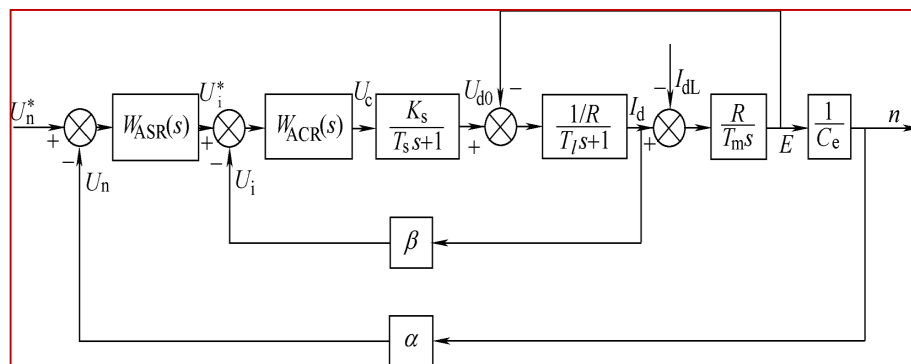 U*n
+
−
Un
WASR(s)
U*i
+
−
Ui
WACR(s)
Uc
Ks
Tss+1
Ud0
−
+
1/R
Tls+1
Id
+
−
IdL
R
Tms
E
1
Ce
n
β
α